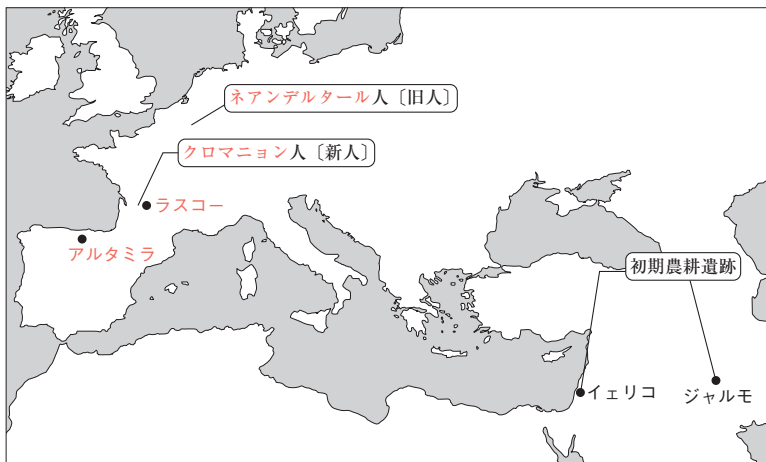 ネアンデルタール人〔旧人〕
クロマニョン人〔新人〕
ラスコー
アルタミラ
初期農耕遺跡
イェリコ
ジャルモ